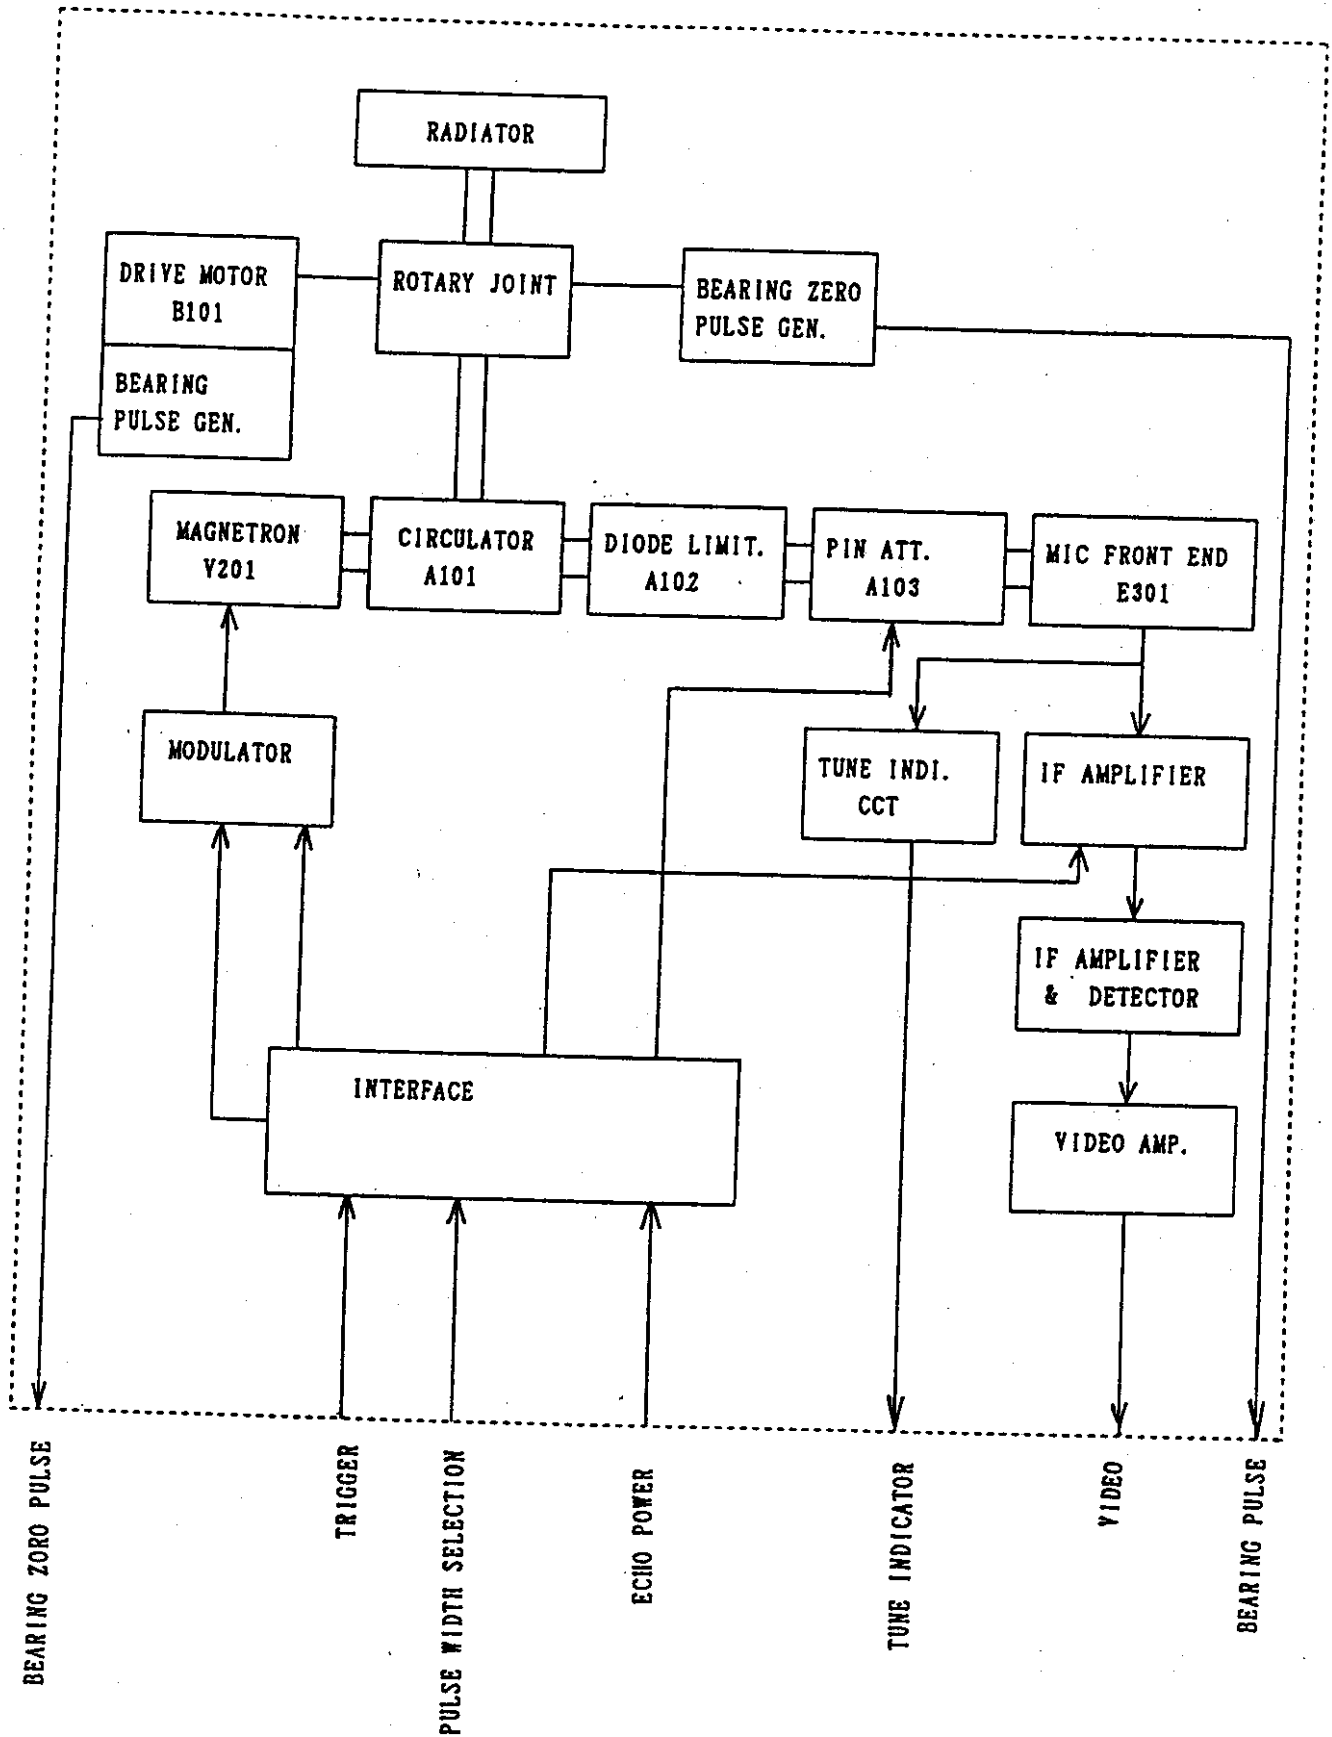 RADIATOR
DRIVE MOTOR
B101
ROTARY JOINT
BEARING ZERO
PULSE GEN.
BEARING
PULSE GEN.
MAGNETRON
V201
CIRCULATOR
A101
DIODE LIMIT.
A102
PIN ATT.
A103
MIC FRONT END
E301
MODULATOR
TUNE INDI.
CCT
IF AMPLIFIER
IF AMPLIFIER
& DETECTOR
INTERFACE
VIDEO AMP.
BEARING ZORO PULSE
TRIGGER
PULSE WIDTH SELECTION
ECHO POWER
TUNE INDICATOR
VIDEO
BEARING PULSE